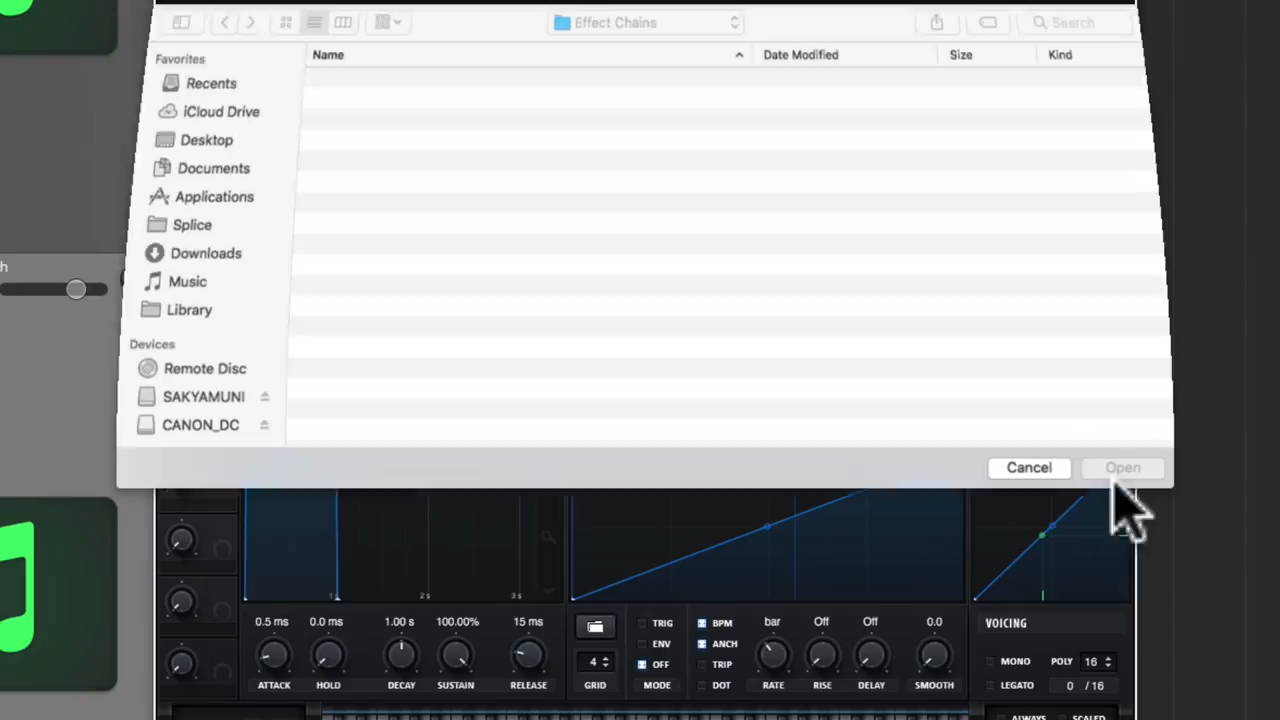 Effect Chains
Search
Favorites
Name
Date Modified
Size
Kind
Recents
iCloud Drive
Desktop
Documents
Applications
Splice
Downloads
h
Music
Library
Devices
Remote Disc
SAKYAMUNI
CANON_DC
Cancel
Open
1
2 s
3 s
0.5 ms
0.0 ms
1.00 s
100.00%
15 ms
TRIG
BPM
bar
Off
Off
0.0
VOICING
ENV
ANCH
4
OFF
TRIP
MONO
POLY
16
ATTACK
HOLD
DECAY
SUSTAIN
RELEASE
GRID
MODE
DOT
RATE
RISE
DELAY
SMOOTH
LEGATO
0 / 16
ALWAYS
SCALED